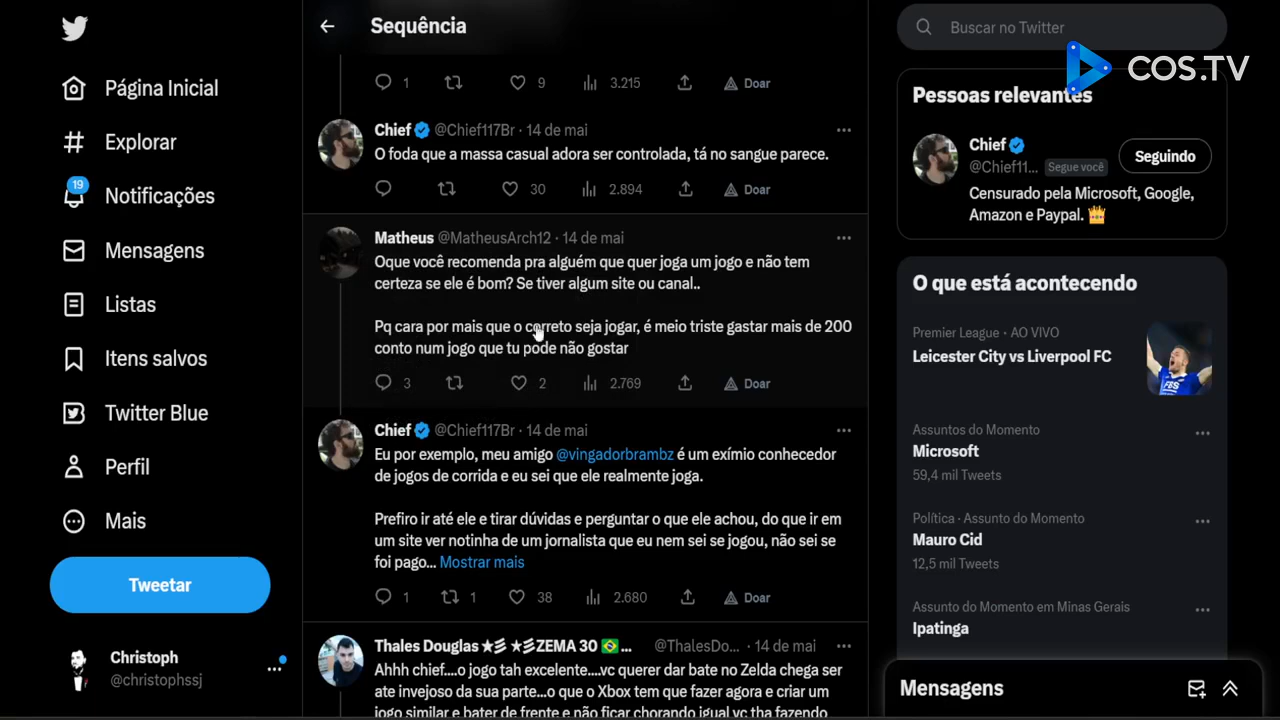 Sequência
Página Inicial
Explorar
19
Notificações
Mensagens
Listas
Itens salvos
Twitter Blue
Perfil
Mais
Tweetar
Christoph
@christophssj
1 9 3.215 Doar
Chief @Chief117Br · 14 de mai
O foda que a massa casual adora ser controlada, tá no sangue parece.
30 2.894 Doar
Matheus @MatheusArch12 · 14 de mai
Oque você recomenda pra alguém que quer joga um jogo e não tem
certeza se ele é bom? Se tiver algum site ou canal..
Pq cara por mais que o correto seja jogar, é meio triste gastar mais de 200
conto num jogo que tu pode não gostar
3 2 2.769 Doar
Chief @Chief117Br · 14 de mai
Eu por exemplo, meu amigo @vingadorbrambz é um exímio conhecedor
de jogos de corrida e eu sei que ele realmente joga.
Prefiro ir até ele e tirar dúvidas e perguntar o que ele achou, do que ir em
um site ver notinha de um jornalista que eu nem sei se jogou, não sei se
foi pago... Mostrar mais
1 1 38 2.680 Doar
Thales Douglas ★彡 ★彡ZEMA 30 🇧🇷 ... @ThalesDo... · 14 de mai
Ahhh chief....o jogo tah excelente....vc querer dar bate no Zelda chega ser
ate invejoso da sua parte...o que o Xbox tem que fazer agora e criar um
jogo similar e bater de frente e não ficar chorando igual vc tha fazendo
Buscar no Twitter
COS.TV
Pessoas relevantes
Chief
@Chief11... Segue você
Seguindo
Censurado pela Microsoft, Google,
Amazon e Paypal. 👑
O que está acontecendo
Premier League · AO VIVO
Leicester City vs Liverpool FC
Assuntos do Momento
Microsoft
59,4 mil Tweets
Política · Assunto do Momento
Mauro Cid
12,5 mil Tweets
Assunto do Momento em Minas Gerais
Ipatinga
Mensagens